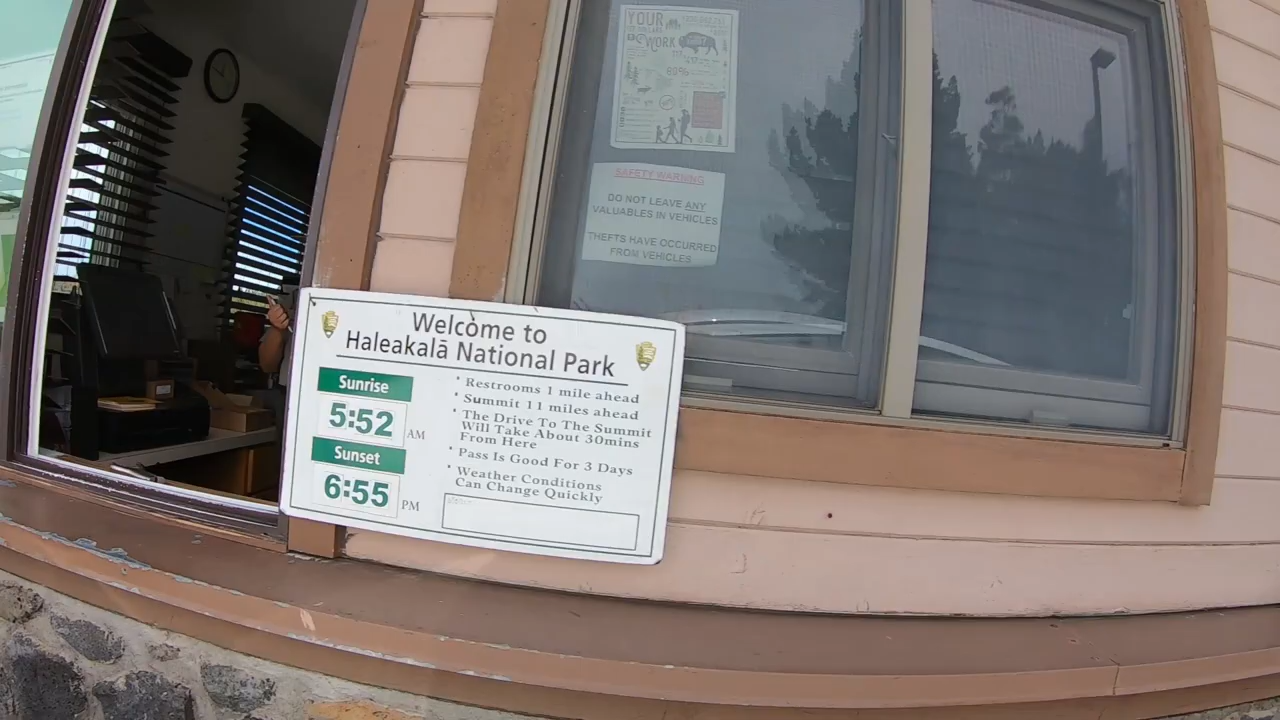 YOUR
WORK
SAFETY WARNING
DO NOT LEAVE ANY
VALUABLES IN VEHICLES
THEFTS HAVE OCCURRED
FROM VEHICLES
Welcome to
Haleakalā National Park
Sunrise
5:52 AM
Sunset
6:55 PM
* Restrooms 1 mile ahead
* Summit 11 miles ahead
* The Drive To The Summit
Will Take About 30mins
From Here
* Pass Is Good For 3 Days
* Weather Conditions
Can Change Quickly